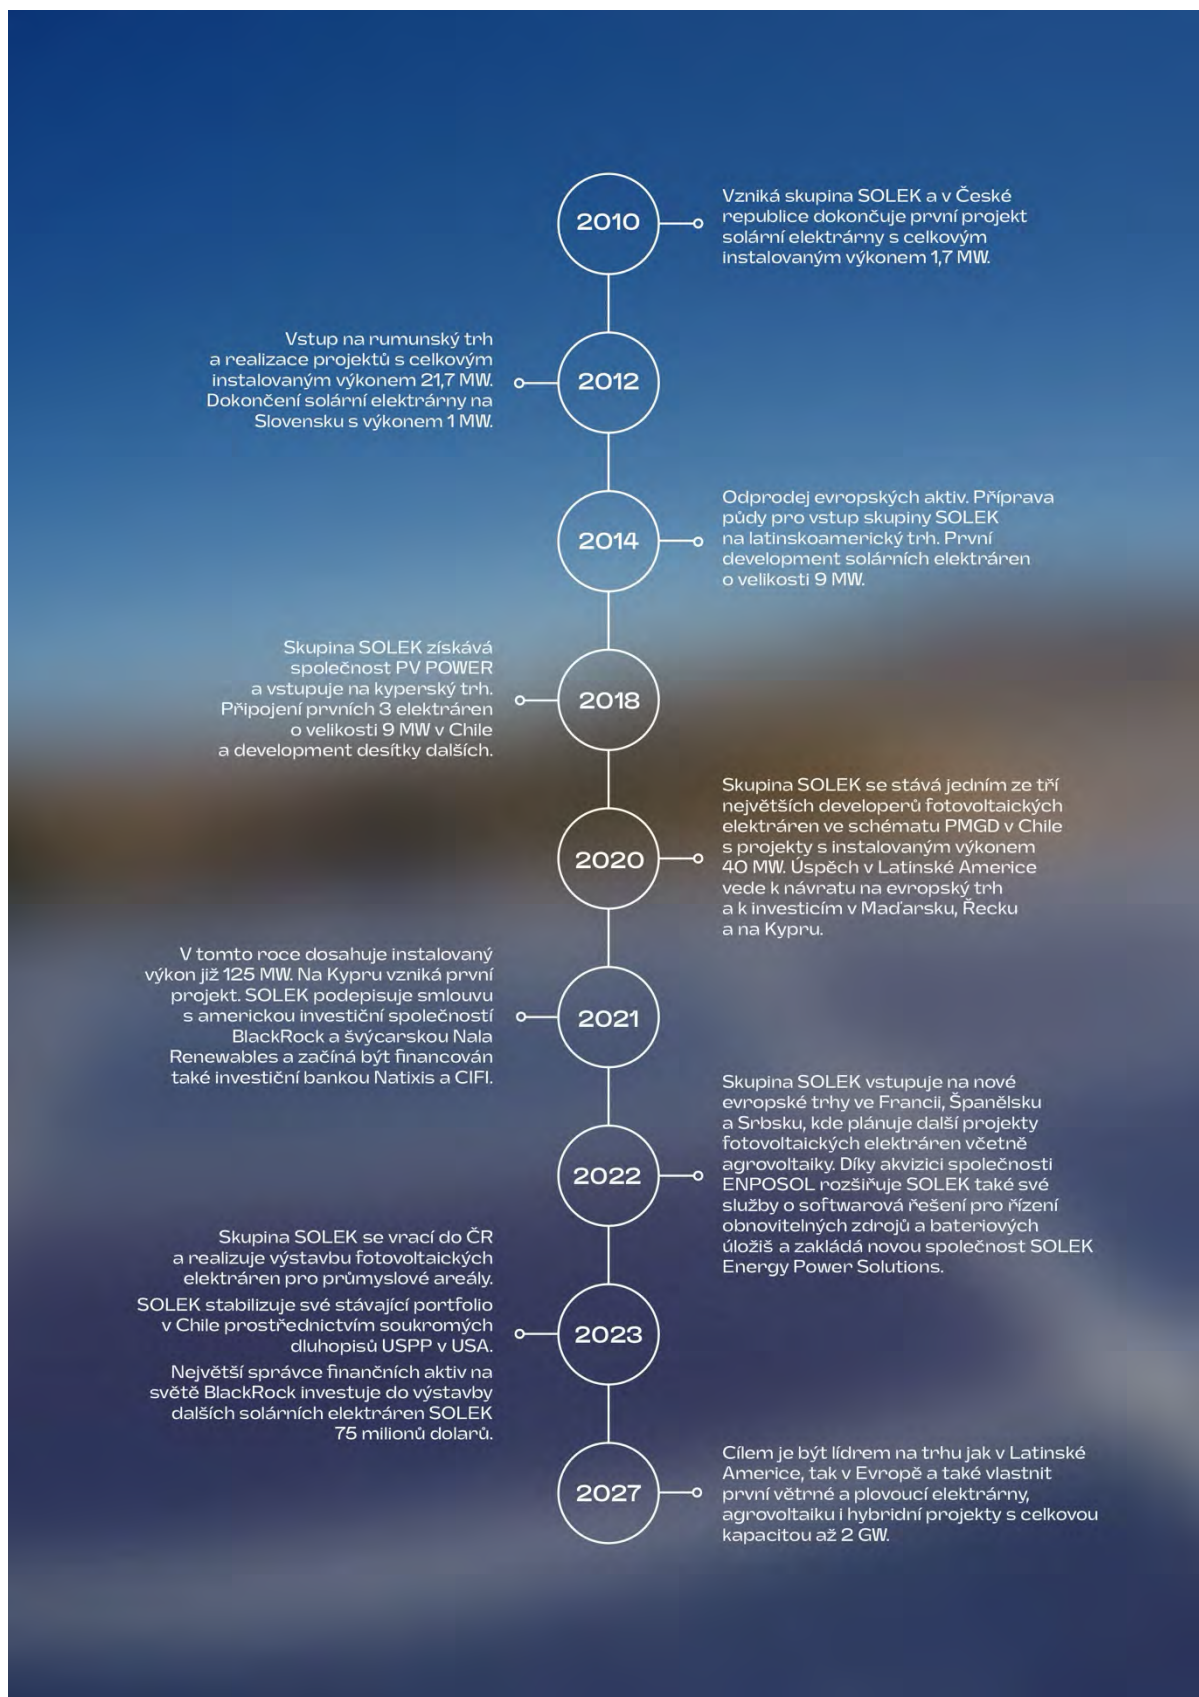 2010
Vzniká skupina SOLEK a v České
republice dokončuje první projekt
solární elektrárny s celkovým
instalovaným výkonem 1,7 MW.
Vstup na rumunský trh
a realizace projektů s celkovým
instalovaným výkonem 21,7 MW.
Dokončení solární elektrárny na
Slovensku s výkonem 1 MW.
2012
2014
Odprodej evropských aktiv. Příprava
půdy pro vstup skupiny SOLEK
na latinskoamerický trh. První
development solárních elektráren
o velikosti 9 MW.
Skupina SOLEK získává
společnost PV POWER
a vstupuje na kyperský trh.
Připojení prvních 3 elektráren
o velikosti 9 MW v Chile
a development desítky dalších.
2018
2020
Skupina SOLEK se stává jedním ze tří
největších developerů fotovoltaických
elektráren ve schématu PMGD v Chile
s projekty s instalovaným výkonem
40 MW. Úspěch v Latinské Americe
vede k návratu na evropský trh
a k investicím v Maďarsku, Řecku
a na Kypru.
V tomto roce dosahuje instalovaný
výkon již 125 MW. Na Kypru vzniká první
projekt. SOLEK podepisuje smlouvu
s americkou investiční společností
BlackRock a švýcarskou Nala
Renewables a začíná být financován
také investiční bankou Natixis a CIFI.
2021
2022
Skupina SOLEK vstupuje na nové
evropské trhy ve Francii, Španělsku
a Srbsku, kde plánuje další projekty
fotovoltaických elektráren včetně
agrovoltaiky. Díky akvizici společnosti
ENPOSOL rozšiřuje SOLEK také své
služby o softwarová řešení pro řízení
obnovitelných zdrojů a bateriových
úložiš a zakládá novou společnost SOLEK
Energy Power Solutions.
Skupina SOLEK se vrací do ČR
a realizuje výstavbu fotovoltaických
elektráren pro průmyslové areály.
SOLEK stabilizuje své stávající portfolio
v Chile prostřednictvím soukromých
dluhopisů USPP v USA.
Největší správce finančních aktiv na
světě BlackRock investuje do výstavby
dalších solárních elektráren SOLEK
75 milionů dolarů.
2023
2027
Cílem je být lídrem na trhu jak v Latinské
Americe, tak v Evropě a také vlastnit
první větrné a plovoucí elektrárny,
agrovoltaiku i hybridní projekty s celkovou
kapacitou až 2 GW.